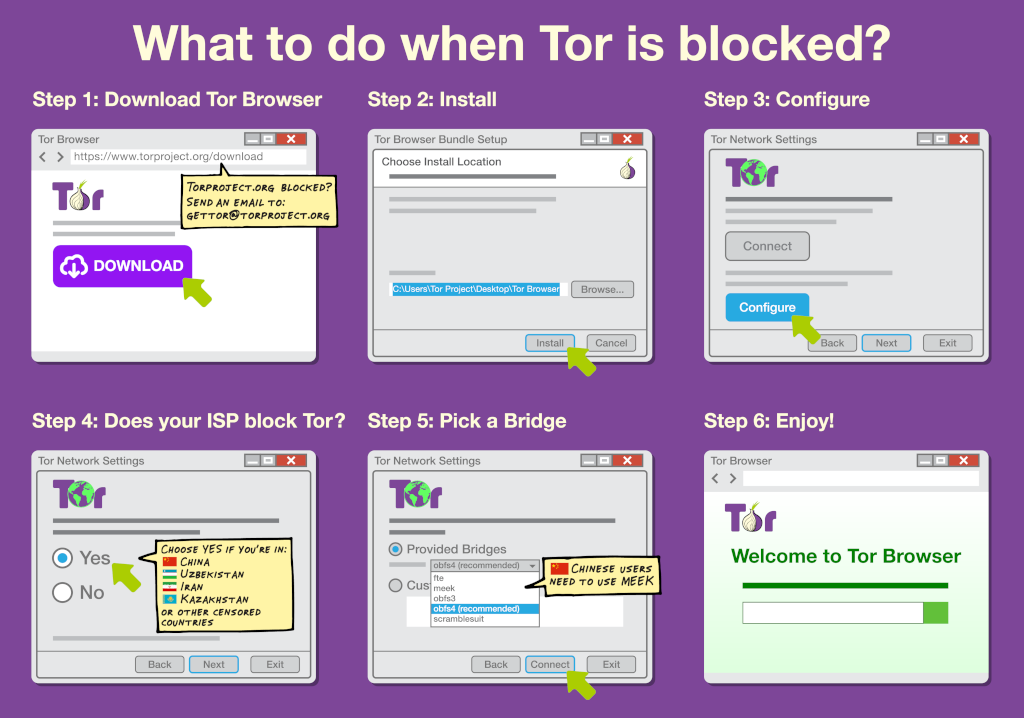 What to do when Tor is blocked?
Step 1: Download Tor Browser
Tor Browser
https://www.torproject.org/download
Tor
TORPROJECT.ORG BLOCKED?
SEND AN EMAIL TO:
GETTOR@TORPROJECT.ORG
DOWNLOAD
Step 2: Install
Tor Browser Bundle Setup
Choose Install Location
C:\Users\Tor Project\Desktop\Tor Browser
Browse...
Install
Cancel
Step 3: Configure
Tor Network Settings
Tor
Connect
Configure
Back
Next
Exit
Step 4: Does your ISP block Tor?
Tor Network Settings
Tor
Yes
No
CHOOSE YES IF YOU'RE IN:
CHINA
UZBEKISTAN
IRAN
KAZAKHSTAN
OR OTHER CENSORED
COUNTRIES
Back
Next
Exit
Step 5: Pick a Bridge
Tor Network Settings
Tor
Provided Bridges
obfs4 (recommended)
Cus
fte
meek
obfs3
obfs4 (recommended)
scramblesuit
CHINESE USERS
NEED TO USE MEEK
Back
Connect
Exit
Step 6: Enjoy!
Tor Browser
Tor
Welcome to Tor Browser